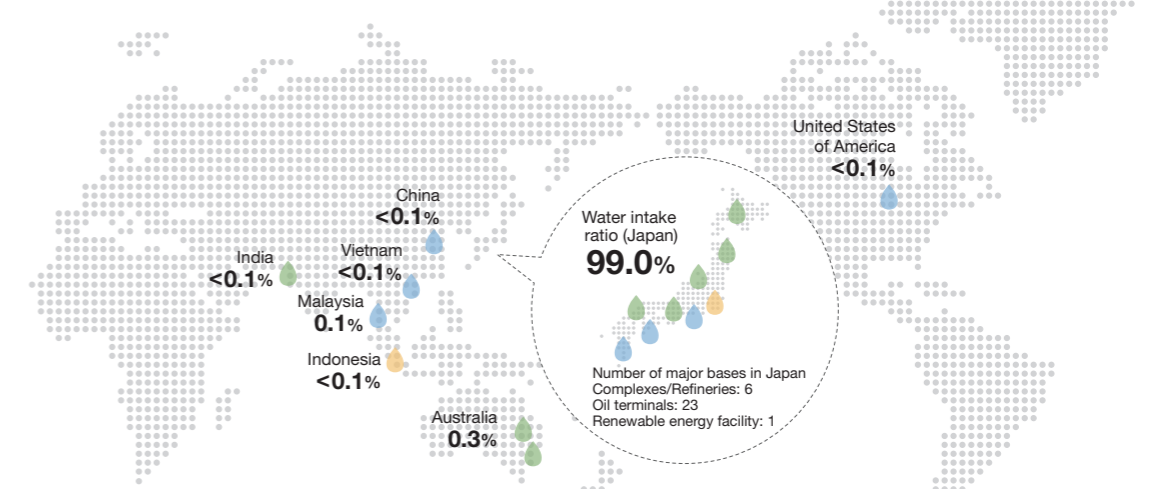 United States
of America
<0.1%
China
<0.1%
Vietnam
<0.1%
India
<0.1%
Malaysia
0.1%
Indonesia
<0.1%
Australia
0.3%
Water intake
ratio (Japan)
99.0%
Number of major bases in Japan
Complexes/Refineries: 6
Oil terminals: 23
Renewable energy facility: 1